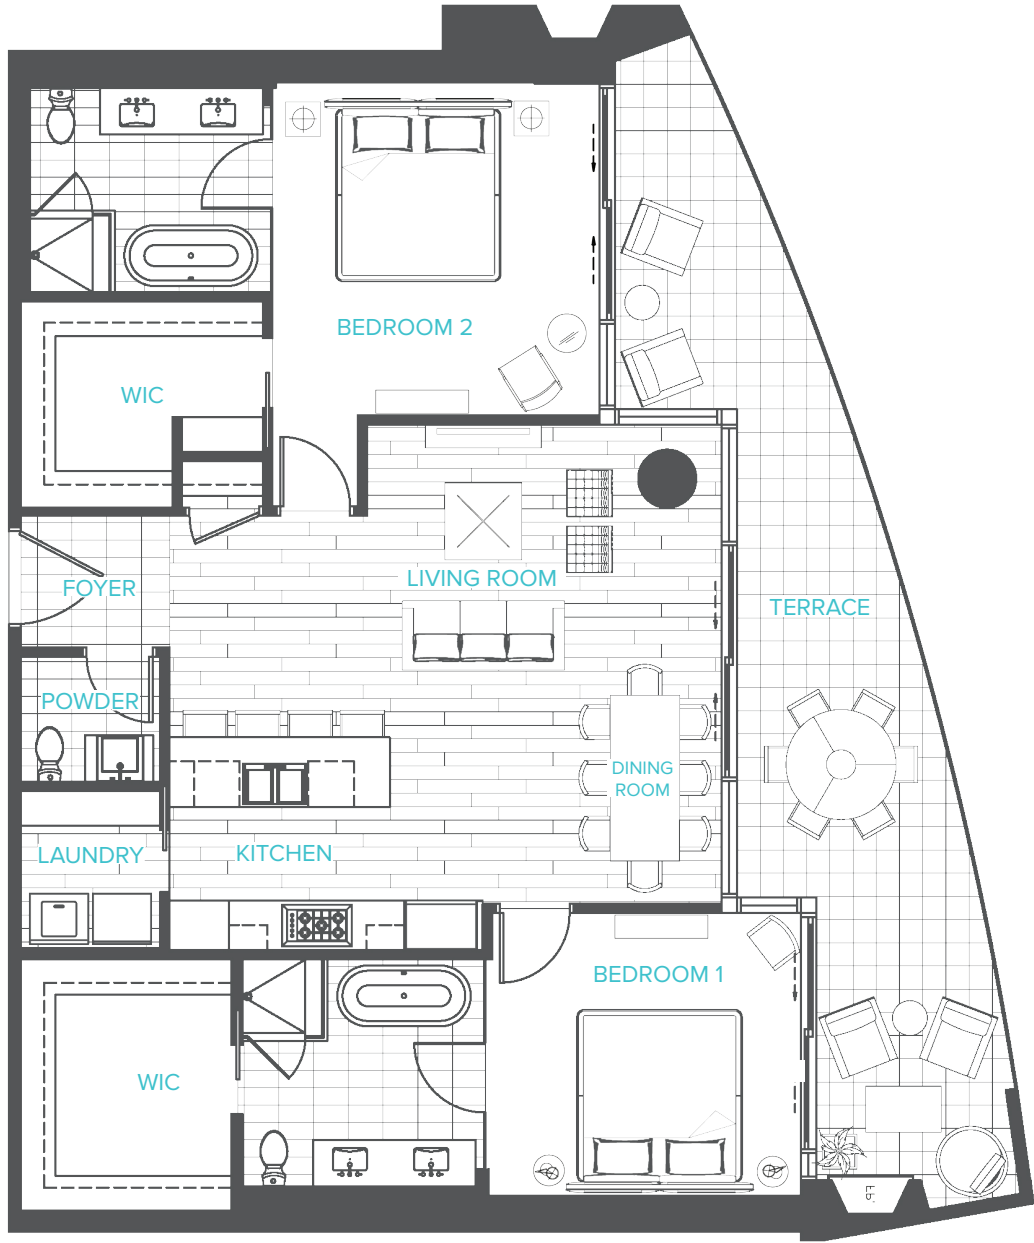 BEDROOM 2
WIC
LIVING ROOM
FOYER
TERRACE
POWDER
DINING
ROOM
LAUNDRY
KITCHEN
BEDROOM 1
WIC